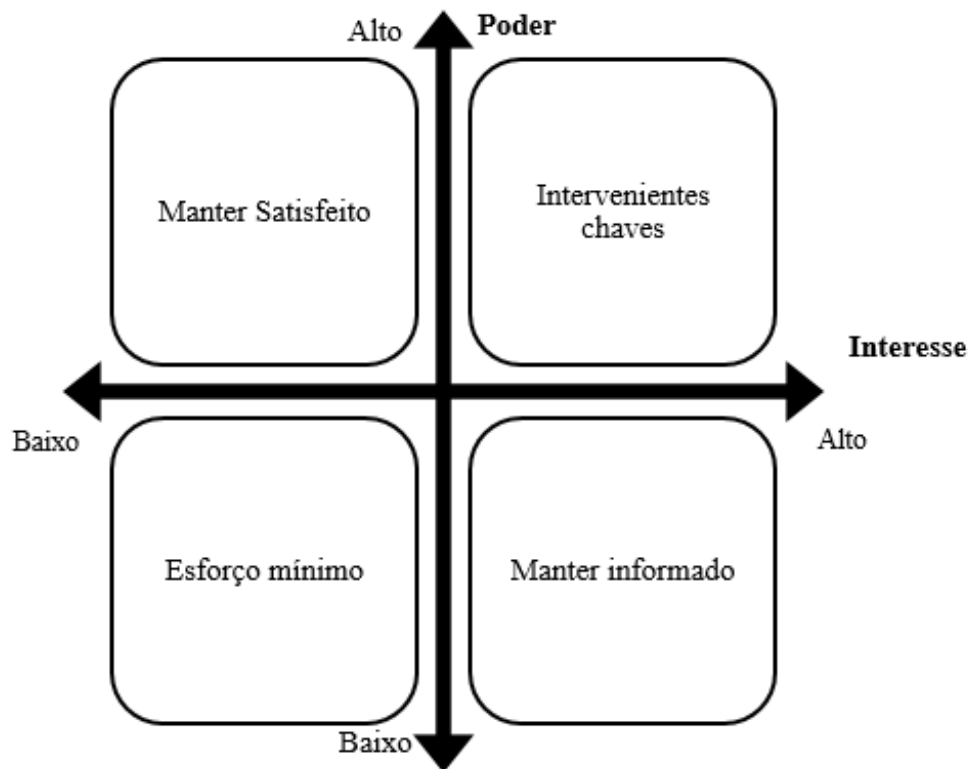 Alto
Poder
Manter Satisfeito
Intervenientes
chaves
Interesse
Baixo
Alto
Esforço mínimo
Manter informado
Baixo